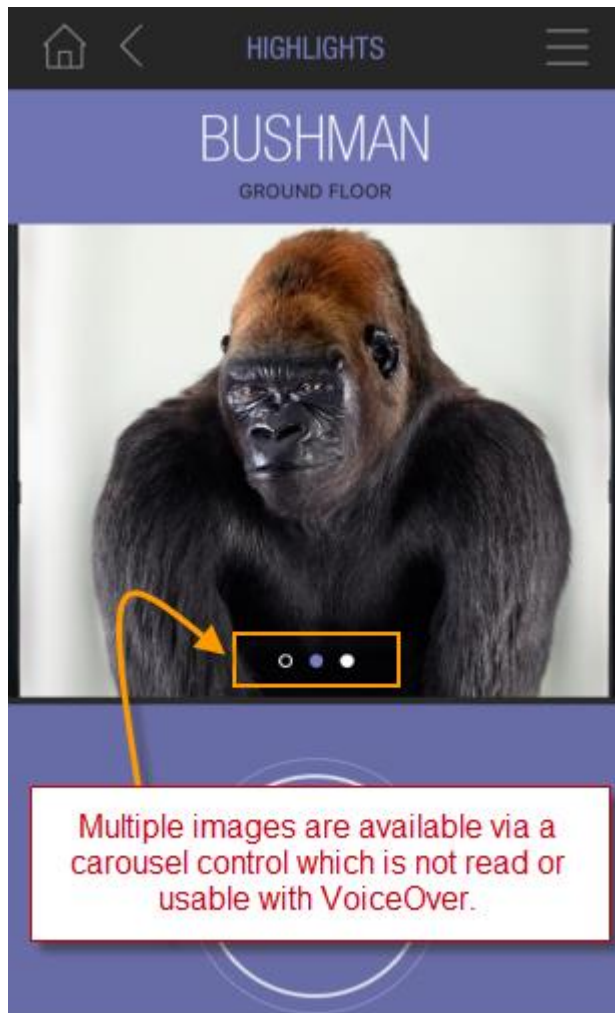 HIGHLIGHTS
BUSHMAN
GROUND FLOOR
Multiple images are available via a
carousel control which is not read or
usable with VoiceOver.